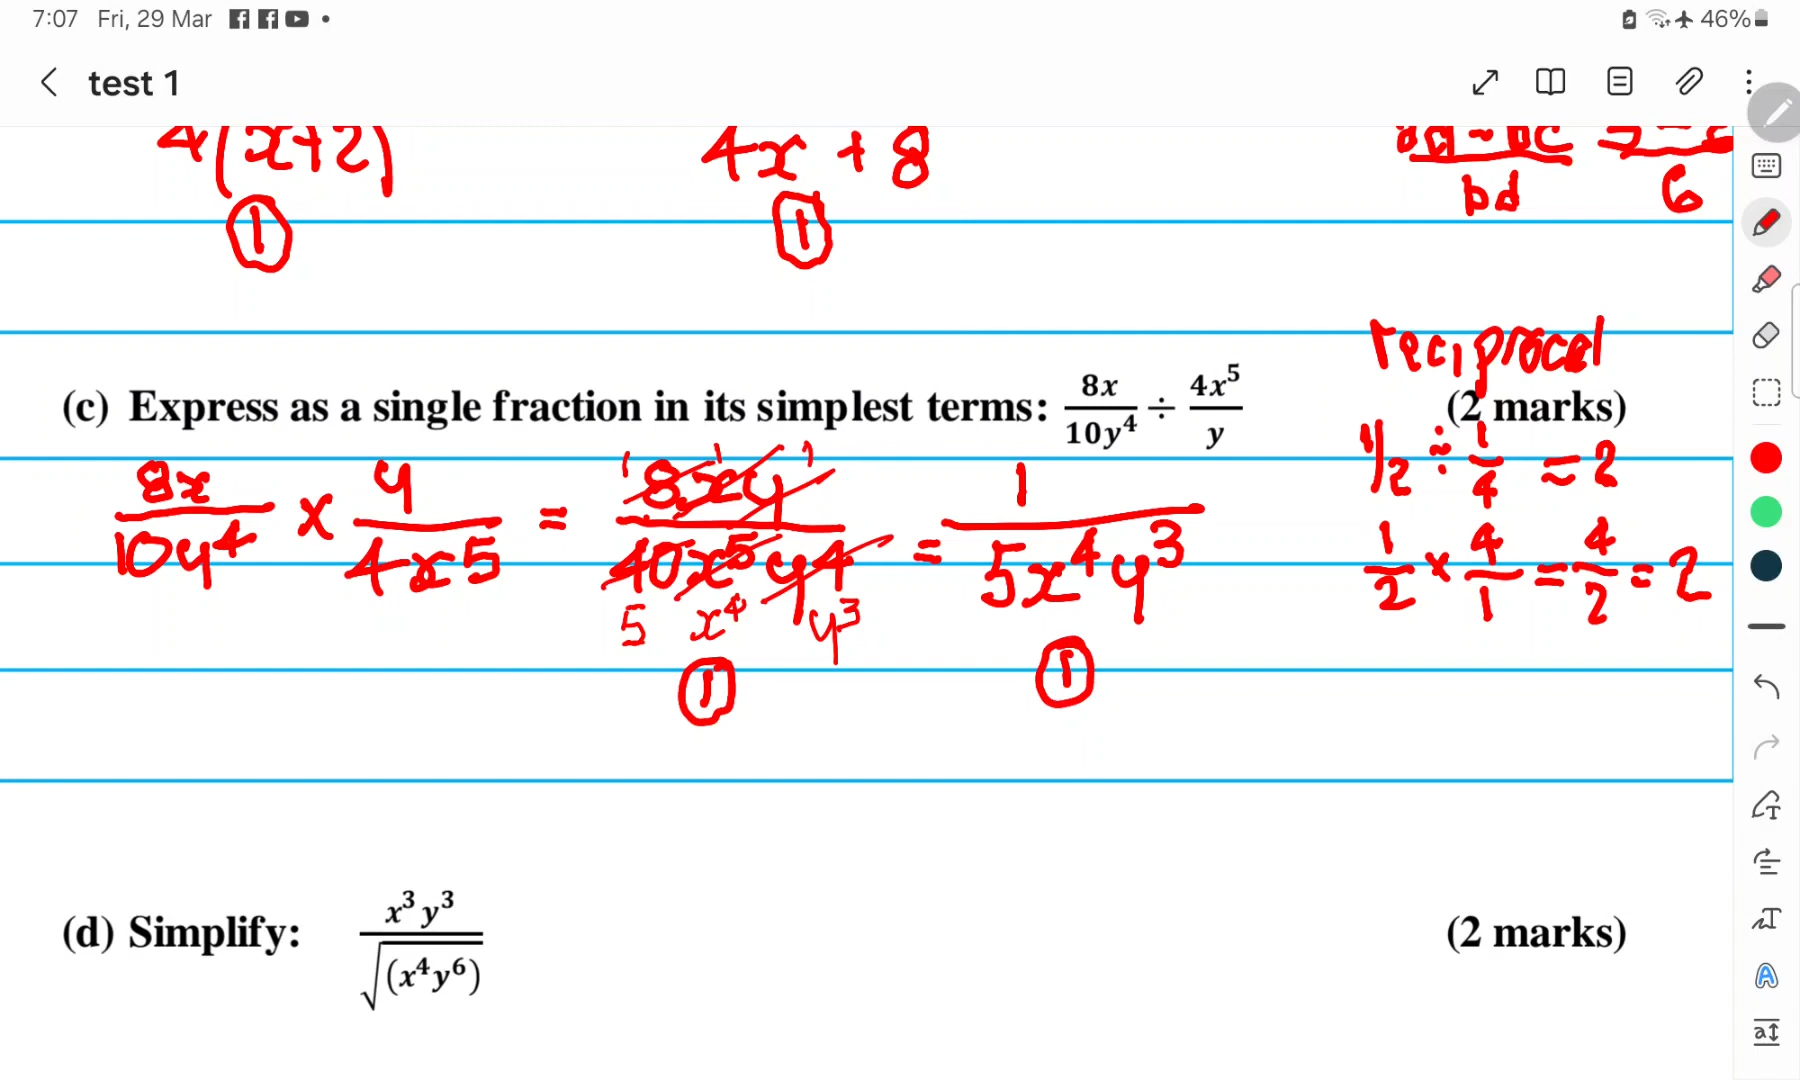 7:07 Fri, 29 Mar
46%
test 1
4(x+2) 4x + 8
bd 6
① ①
reciprocal
(c) Express as a single fraction in its simplest terms: 8x/10y⁴ ÷ 4x⁵/y (2 marks)
1/2 ÷ 1/4 = 2
8x/10y⁴ × y/4x⁵ = 8xy/40x⁵y⁴ = 1/5x⁴y³
1 1 1
5 x⁴ y³
1/2 × 4/1 = 4/2 = 2
① ①
(d) Simplify: x³y³/√(x⁴y⁶) (2 marks)